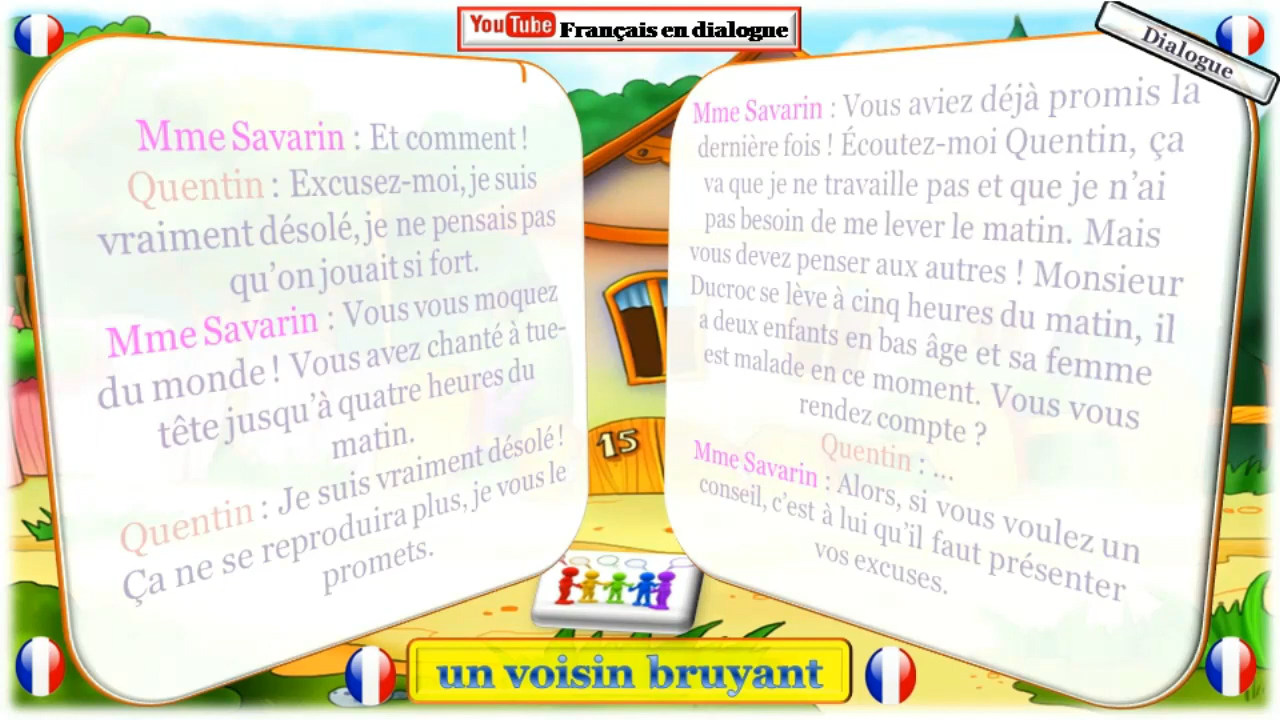 YouTube Français en dialogue
Dialogue
Mme Savarin : Et comment !
Quentin : Excusez-moi, je suis
vraiment désolé, je ne pensais pas
qu'on jouait si fort.
Mme Savarin : Vous vous moquez
du monde ! Vous avez chanté à tue-
tête jusqu'à quatre heures du
matin.
Quentin : Je suis vraiment désolé !
Ça ne se reproduira plus, je vous le
promets.
Mme Savarin : Vous aviez déjà promis la
dernière fois ! Écoutez-moi Quentin, ça
va que je ne travaille pas et que je n'ai
pas besoin de me lever le matin. Mais
vous devez penser aux autres ! Monsieur
Ducroc se lève à cinq heures du matin, il
a deux enfants en bas âge et sa femme
est malade en ce moment. Vous vous
rendez compte ?
Quentin : ...
Mme Savarin : Alors, si vous voulez un
conseil, c'est à lui qu'il faut présenter
vos excuses.
15
un voisin bruyant